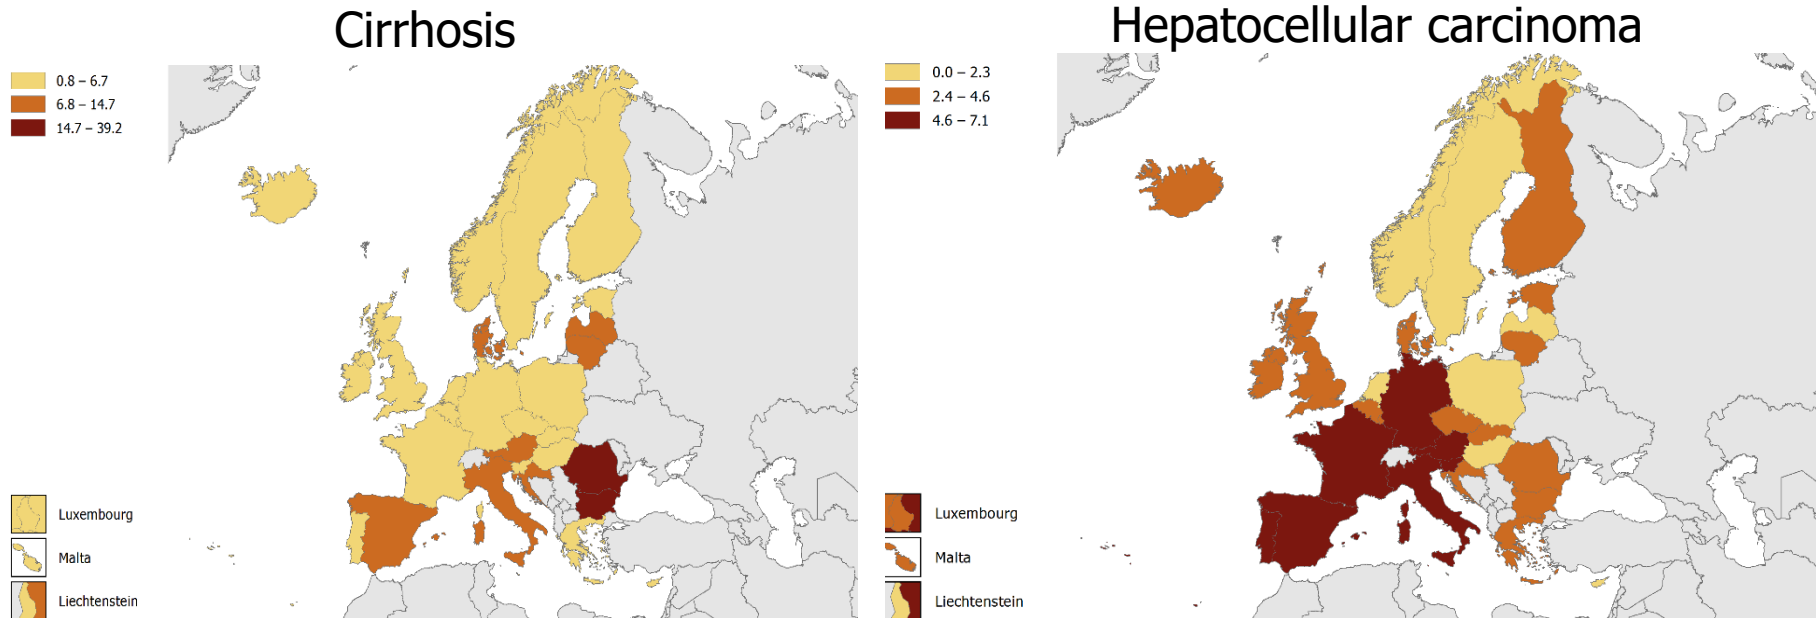 Cirrhosis
0.8 – 6.7
6.8 – 14.7
14.7 – 39.2
Luxembourg
Malta
Liechtenstein
Hepatocellular carcinoma
0.0 – 2.3
2.4 – 4.6
4.6 – 7.1
Luxembourg
Malta
Liechtenstein